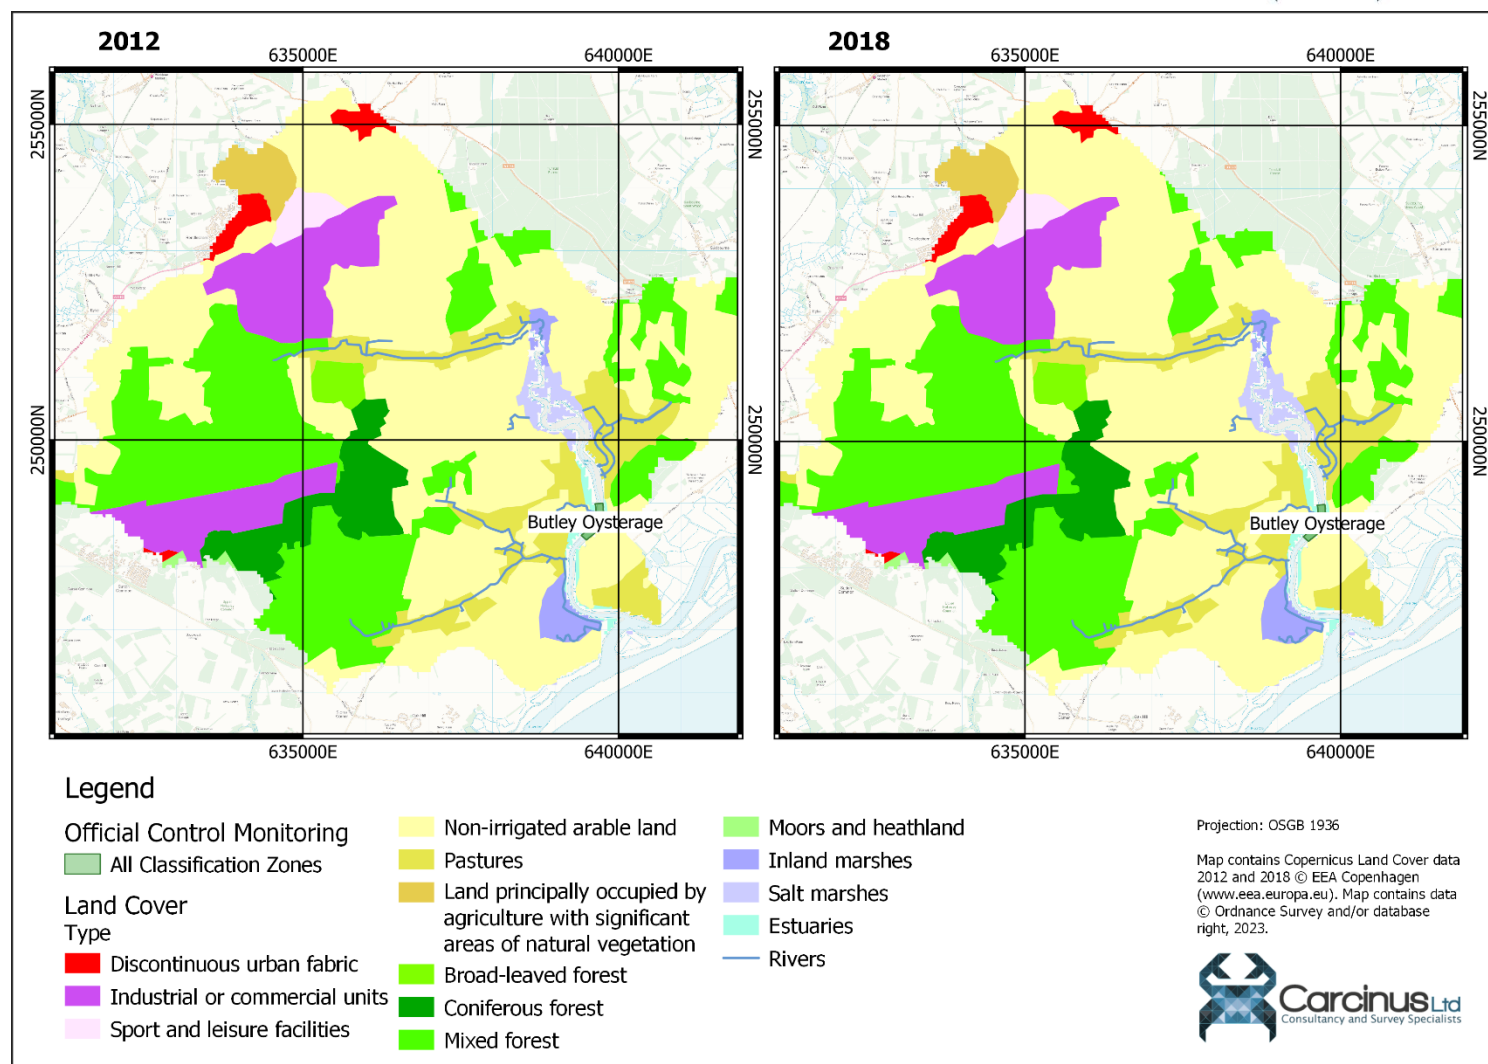 2012
2018
635000E
640000E
635000E
640000E
255000N
255000N
255000N
250000N
250000N
250000N
Butley Oysterage
Butley Oysterage
635000E
640000E
635000E
640000E
Legend
Official Control Monitoring
All Classification Zones
Land Cover
Type
Discontinuous urban fabric
Industrial or commercial units
Sport and leisure facilities
Non-irrigated arable land
Pastures
Land principally occupied by
agriculture with significant
areas of natural vegetation
Broad-leaved forest
Coniferous forest
Mixed forest
Moors and heathland
Inland marshes
Salt marshes
Estuaries
Rivers
Projection: OSGB 1936
Map contains Copernicus Land Cover data
2012 and 2018 © EEA Copenhagen
(www.eea.europa.eu). Map contains data
© Ordnance Survey and/or database
right, 2023.
Carcinus Ltd
Consultancy and Survey Specialists